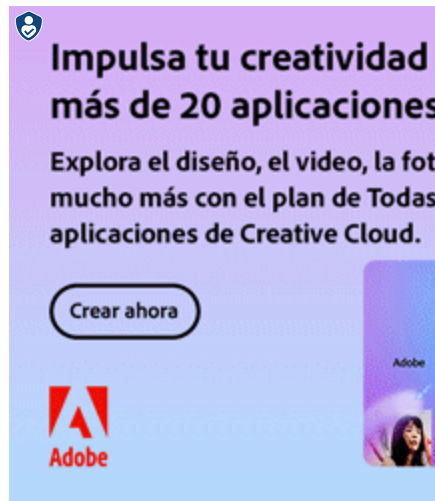 Impulsa tu creatividad
más de 20 aplicaciones
Explora el diseño, el video, la fot
mucho más con el plan de Todas
aplicaciones de Creative Cloud.
Crear ahora
Adobe
Adobe